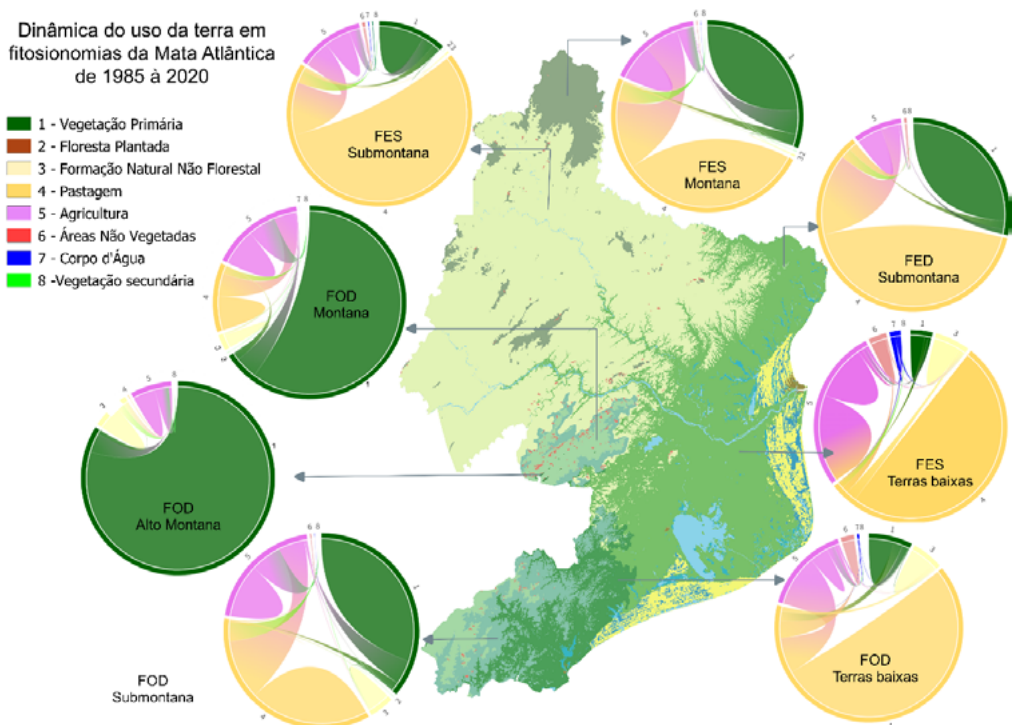 Dinâmica do uso da terra em
fitosionomias da Mata Atlântica
de 1985 à 2020
1 - Vegetação Primária
2 - Floresta Plantada
3 - Formação Natural Não Florestal
4 - Pastagem
5 - Agricultura
6 - Áreas Não Vegetadas
7 - Corpo d'Água
8 -Vegetação secundária
FES
Submontana
FES
Montana
FED
Submontana
FOD
Montana
FES
Terras baixas
FOD
Alto Montana
FOD
Submontana
FOD
Terras baixas